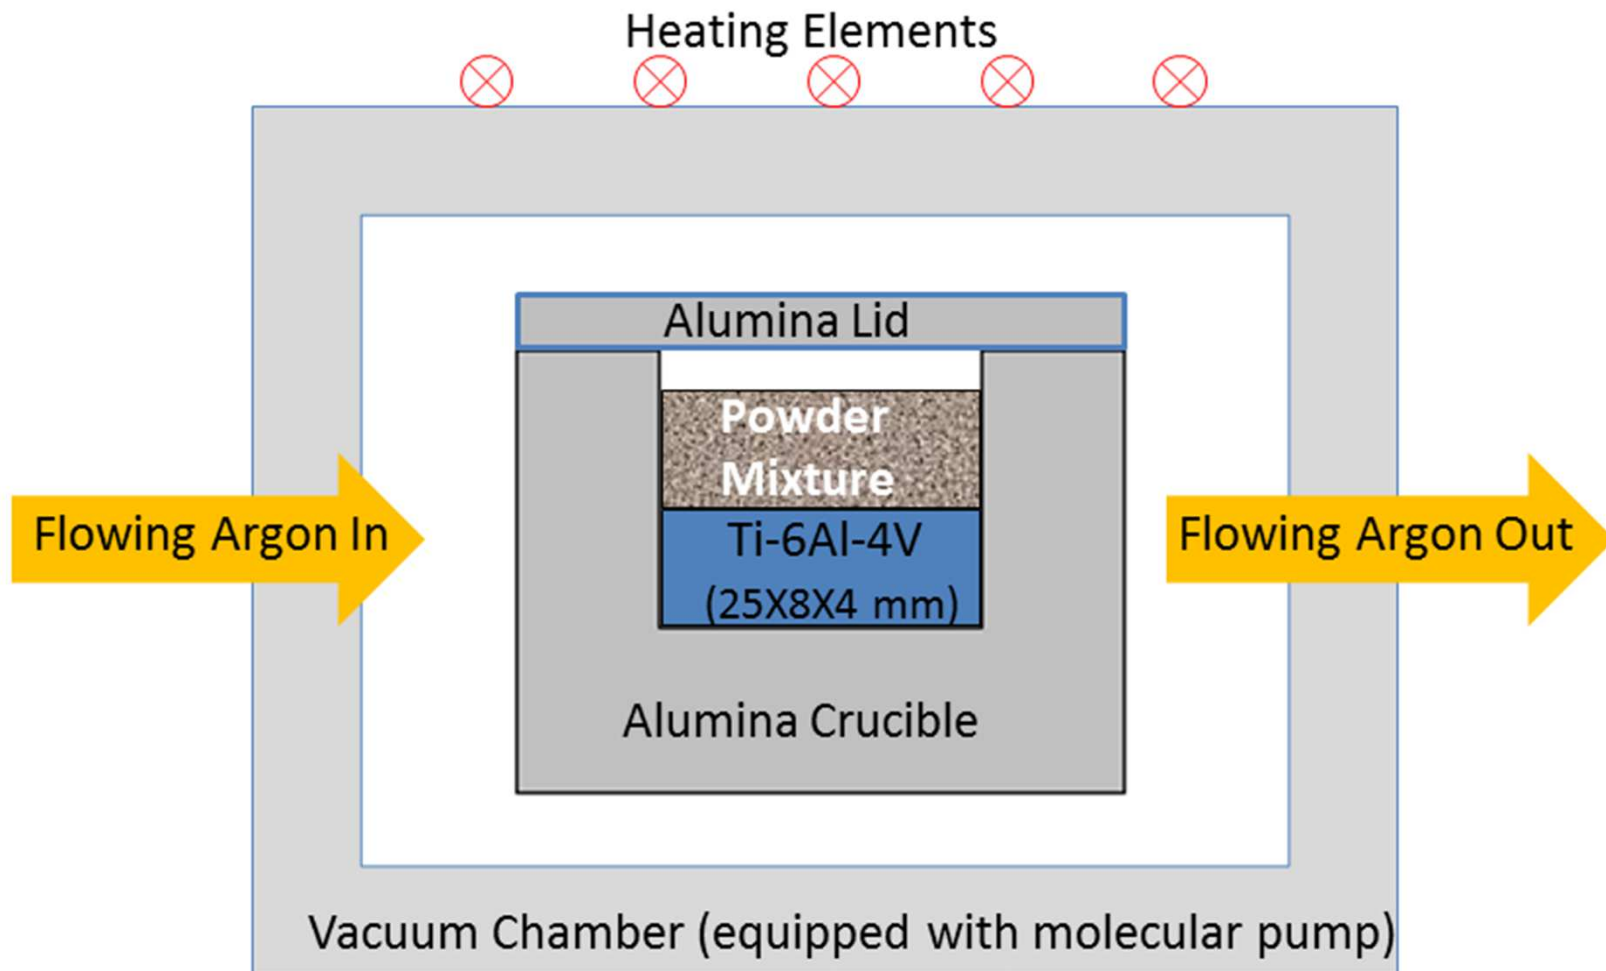 Heating Elements
Alumina Lid
Powder
Mixture
Flowing Argon In
Ti-6Al-4V
(25X8X4 mm)
Flowing Argon Out
Alumina Crucible
Vacuum Chamber (equipped with molecular pump)